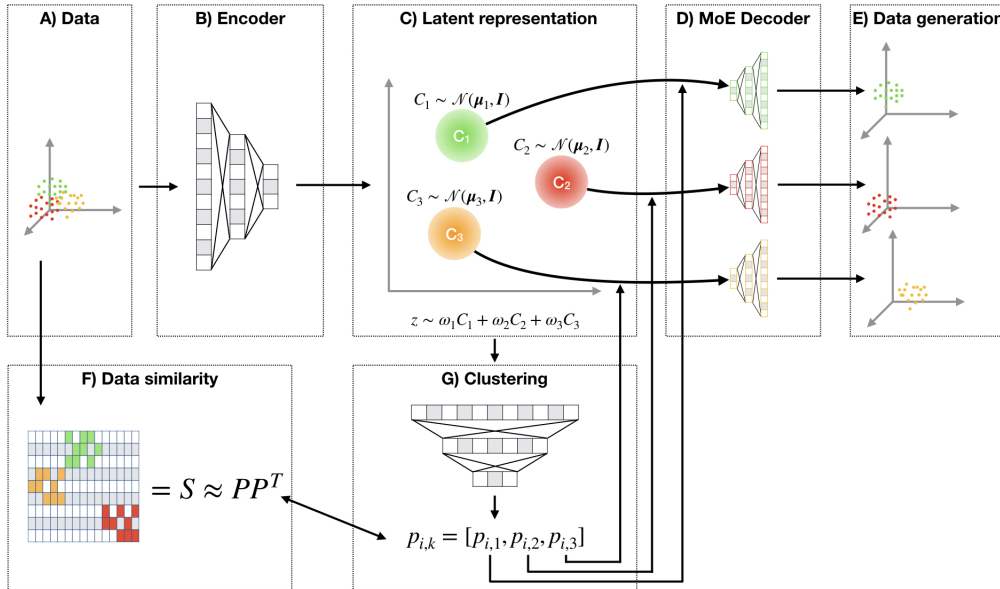 A) Data
B) Encoder
C) Latent representation
D) MoE Decoder
E) Data generation
C₁ ~ 𝒩(μ₁, I)
C₁
C₂ ~ 𝒩(μ₂, I)
C₂
C₃ ~ 𝒩(μ₃, I)
C₃
z ~ ω₁C₁ + ω₂C₂ + ω₃C₃
F) Data similarity
G) Clustering
= S ≈ PPᵀ
p_{i,k} = [p_{i,1}, p_{i,2}, p_{i,3}]